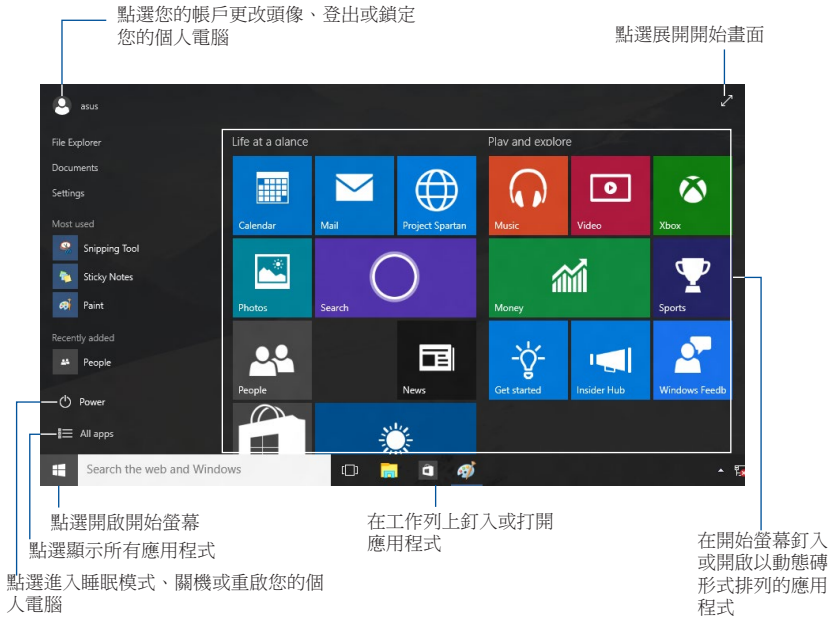 點選您的帳戶更改頭像、登出或鎖定
您的個人電腦
點選展開開始畫面
asus
File Explorer
Documents
Settings
Most used
Snipping Tool
Sticky Notes
Paint
Recently added
People
Power
All apps
Life at a glance
Calendar
Mail
Project Spartan
Photos
Search
People
News
Play and explore
Music
Video
Xbox
Money
Sports
Get started
Insider Hub
Windows Feedb
Search the web and Windows
點選開啟開始螢幕
點選顯示所有應用程式
點選進入睡眠模式、關機或重啟您的個
人電腦
在工作列上釘入或打開
應用程式
在開始螢幕釘入
或開啟以動態磚
形式排列的應用
程式